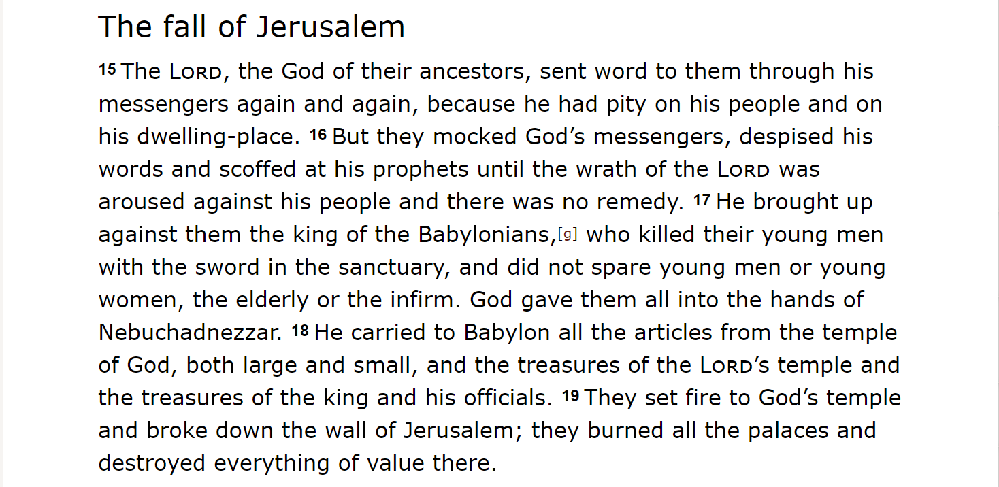 The fall of Jerusalem
15 The LORD, the God of their ancestors, sent word to them through his
messengers again and again, because he had pity on his people and on
his dwelling-place. 16 But they mocked God’s messengers, despised his
words and scoffed at his prophets until the wrath of the LORD was
aroused against his people and there was no remedy. 17 He brought up
against them the king of the Babylonians,[g] who killed their young men
with the sword in the sanctuary, and did not spare young men or young
women, the elderly or the infirm. God gave them all into the hands of
Nebuchadnezzar. 18 He carried to Babylon all the articles from the temple
of God, both large and small, and the treasures of the LORD’s temple and
the treasures of the king and his officials. 19 They set fire to God’s temple
and broke down the wall of Jerusalem; they burned all the palaces and
destroyed everything of value there.